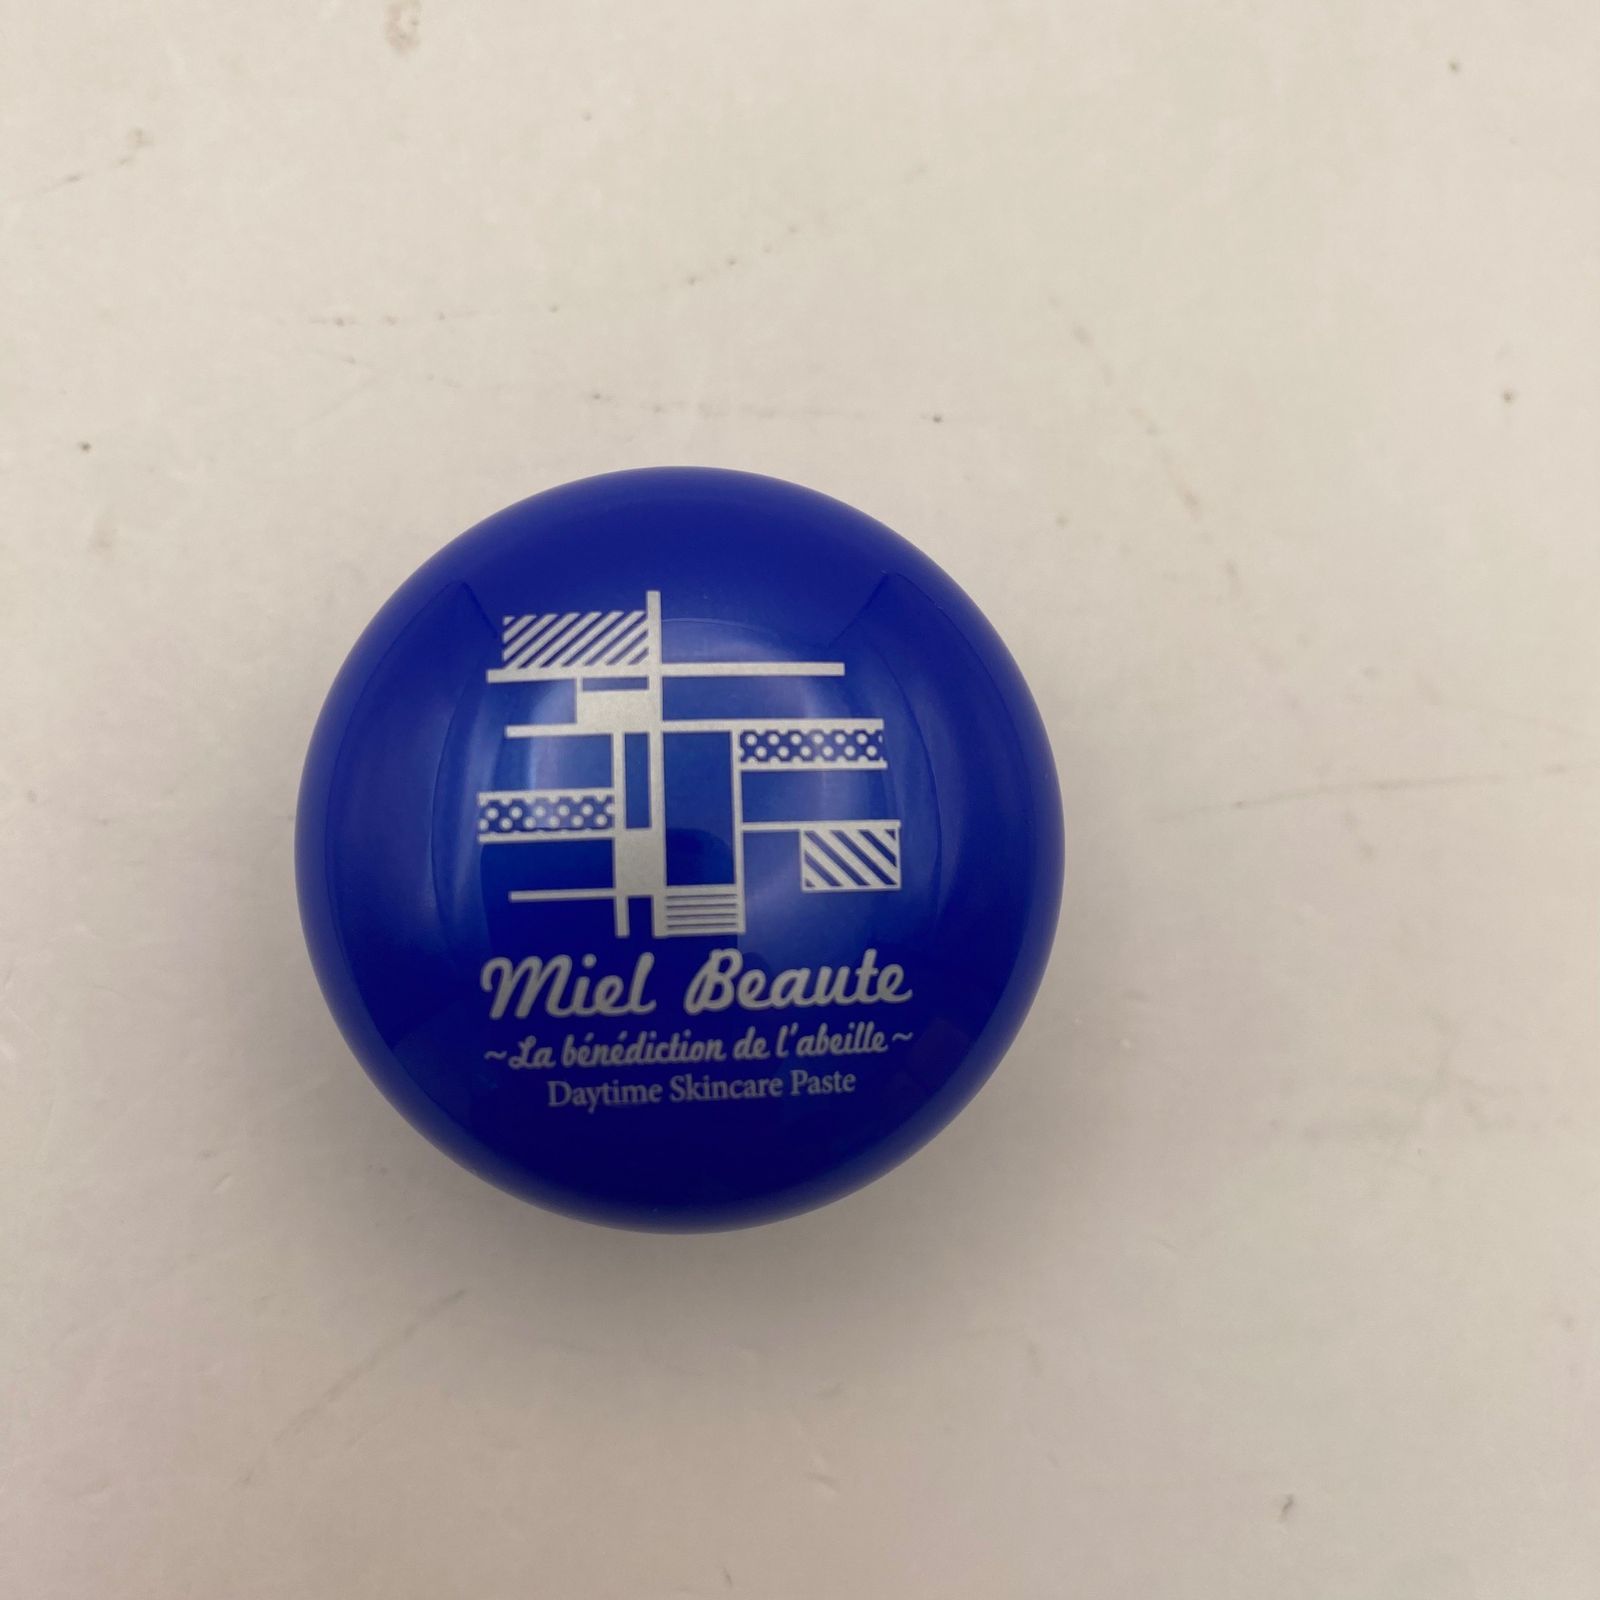 Miel Beaute
~La bénédiction de l'abeille~
Daytime Skincare Paste